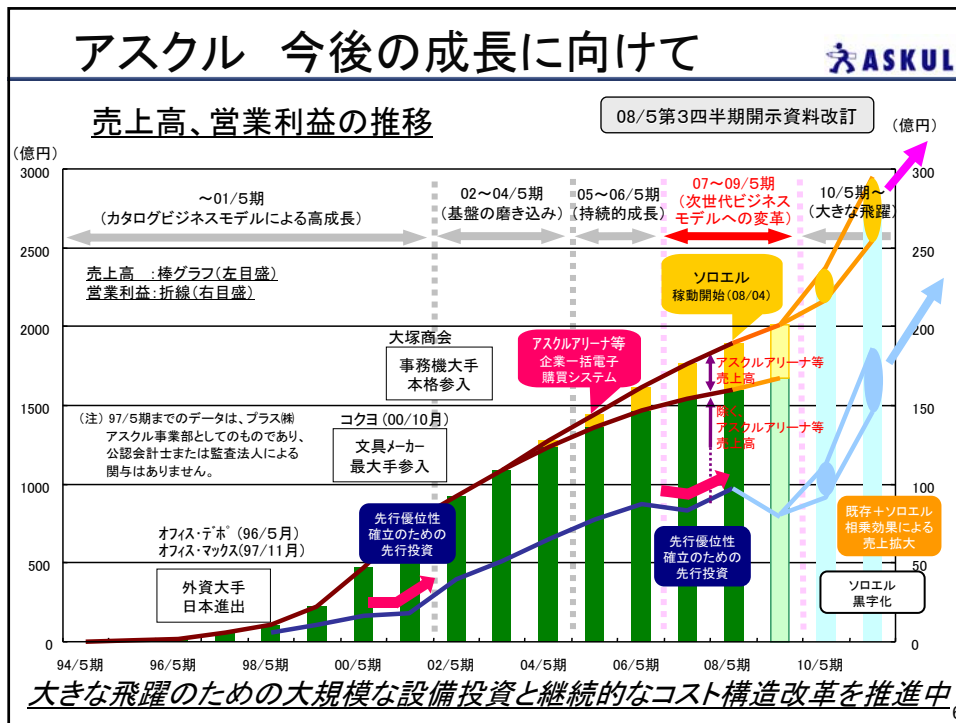 アスクル 今後の成長に向けて
ASKUL
売上高、営業利益の推移
08/5第3四半期開示資料改訂
(億円)
(億円)
3000
2500
2000
1500
1000
500
0
300
250
200
150
100
50
0
~01/5期
(カタログビジネスモデルによる高成長)
02~04/5期
(基盤の磨き込み)
05~06/5期
(持続的成長)
07~09/5期
(次世代ビジネス
モデルへの変革)
10/5期~
(大きな飛躍)
売上高 :棒グラフ(左目盛)
営業利益:折線(右目盛)
ソロエル
稼動開始(08/04)
大塚商会
事務機大手
本格参入
アスクルアリーナ等
企業一括電子
購買システム
アスクルアリーナ等
売上高
除く、
アスクルアリーナ等
売上高
(注) 97/5期までのデータは、プラス㈱
アスクル事業部としてのものであり、
公認会計士または監査法人による
関与はありません。
コクヨ(00/10月)
文具メーカー
最大手参入
オフィス・デポ (96/5月)
オフィス・マックス(97/11月)
外資大手
日本進出
先行優位性
確立のための
先行投資
先行優位性
確立のための
先行投資
既存+ソロエル
相乗効果による
売上拡大
ソロエル
黒字化
94/5期
96/5期
98/5期
00/5期
02/5期
04/5期
06/5期
08/5期
10/5期
大きな飛躍のための大規模な設備投資と継続的なコスト構造改革を推進中
6